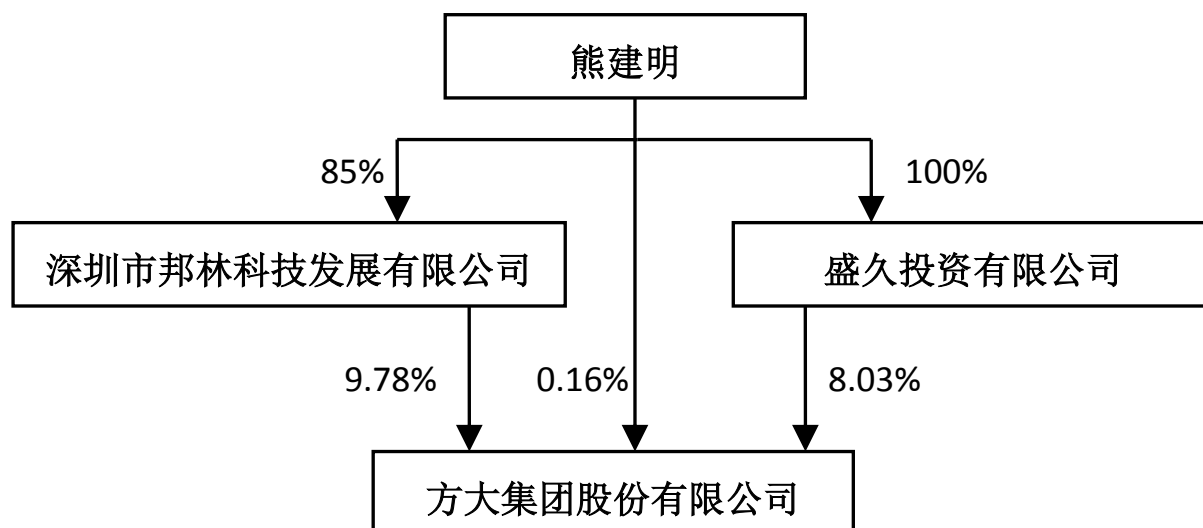 熊建明
85%
100%
深圳市邦林科技发展有限公司
盛久投资有限公司
9.78%
0.16%
8.03%
方大集团股份有限公司